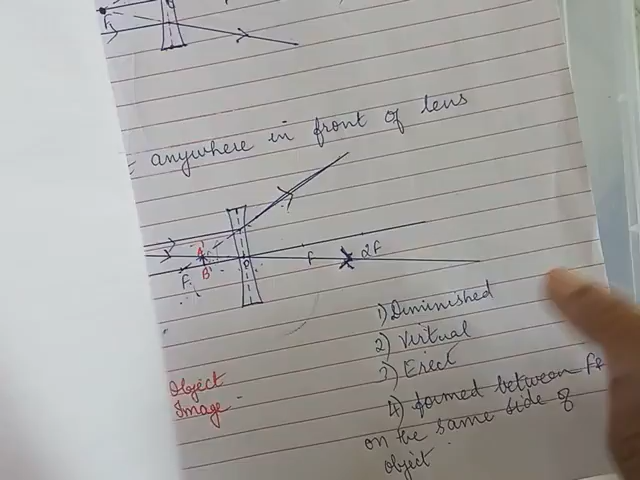 F
anywhere in front of lens
A'
B'
F
P
F
2F
1) Diminished
2) Virtual
3) Erect
4) formed between F &
on the same side of
object.
Object
Image -